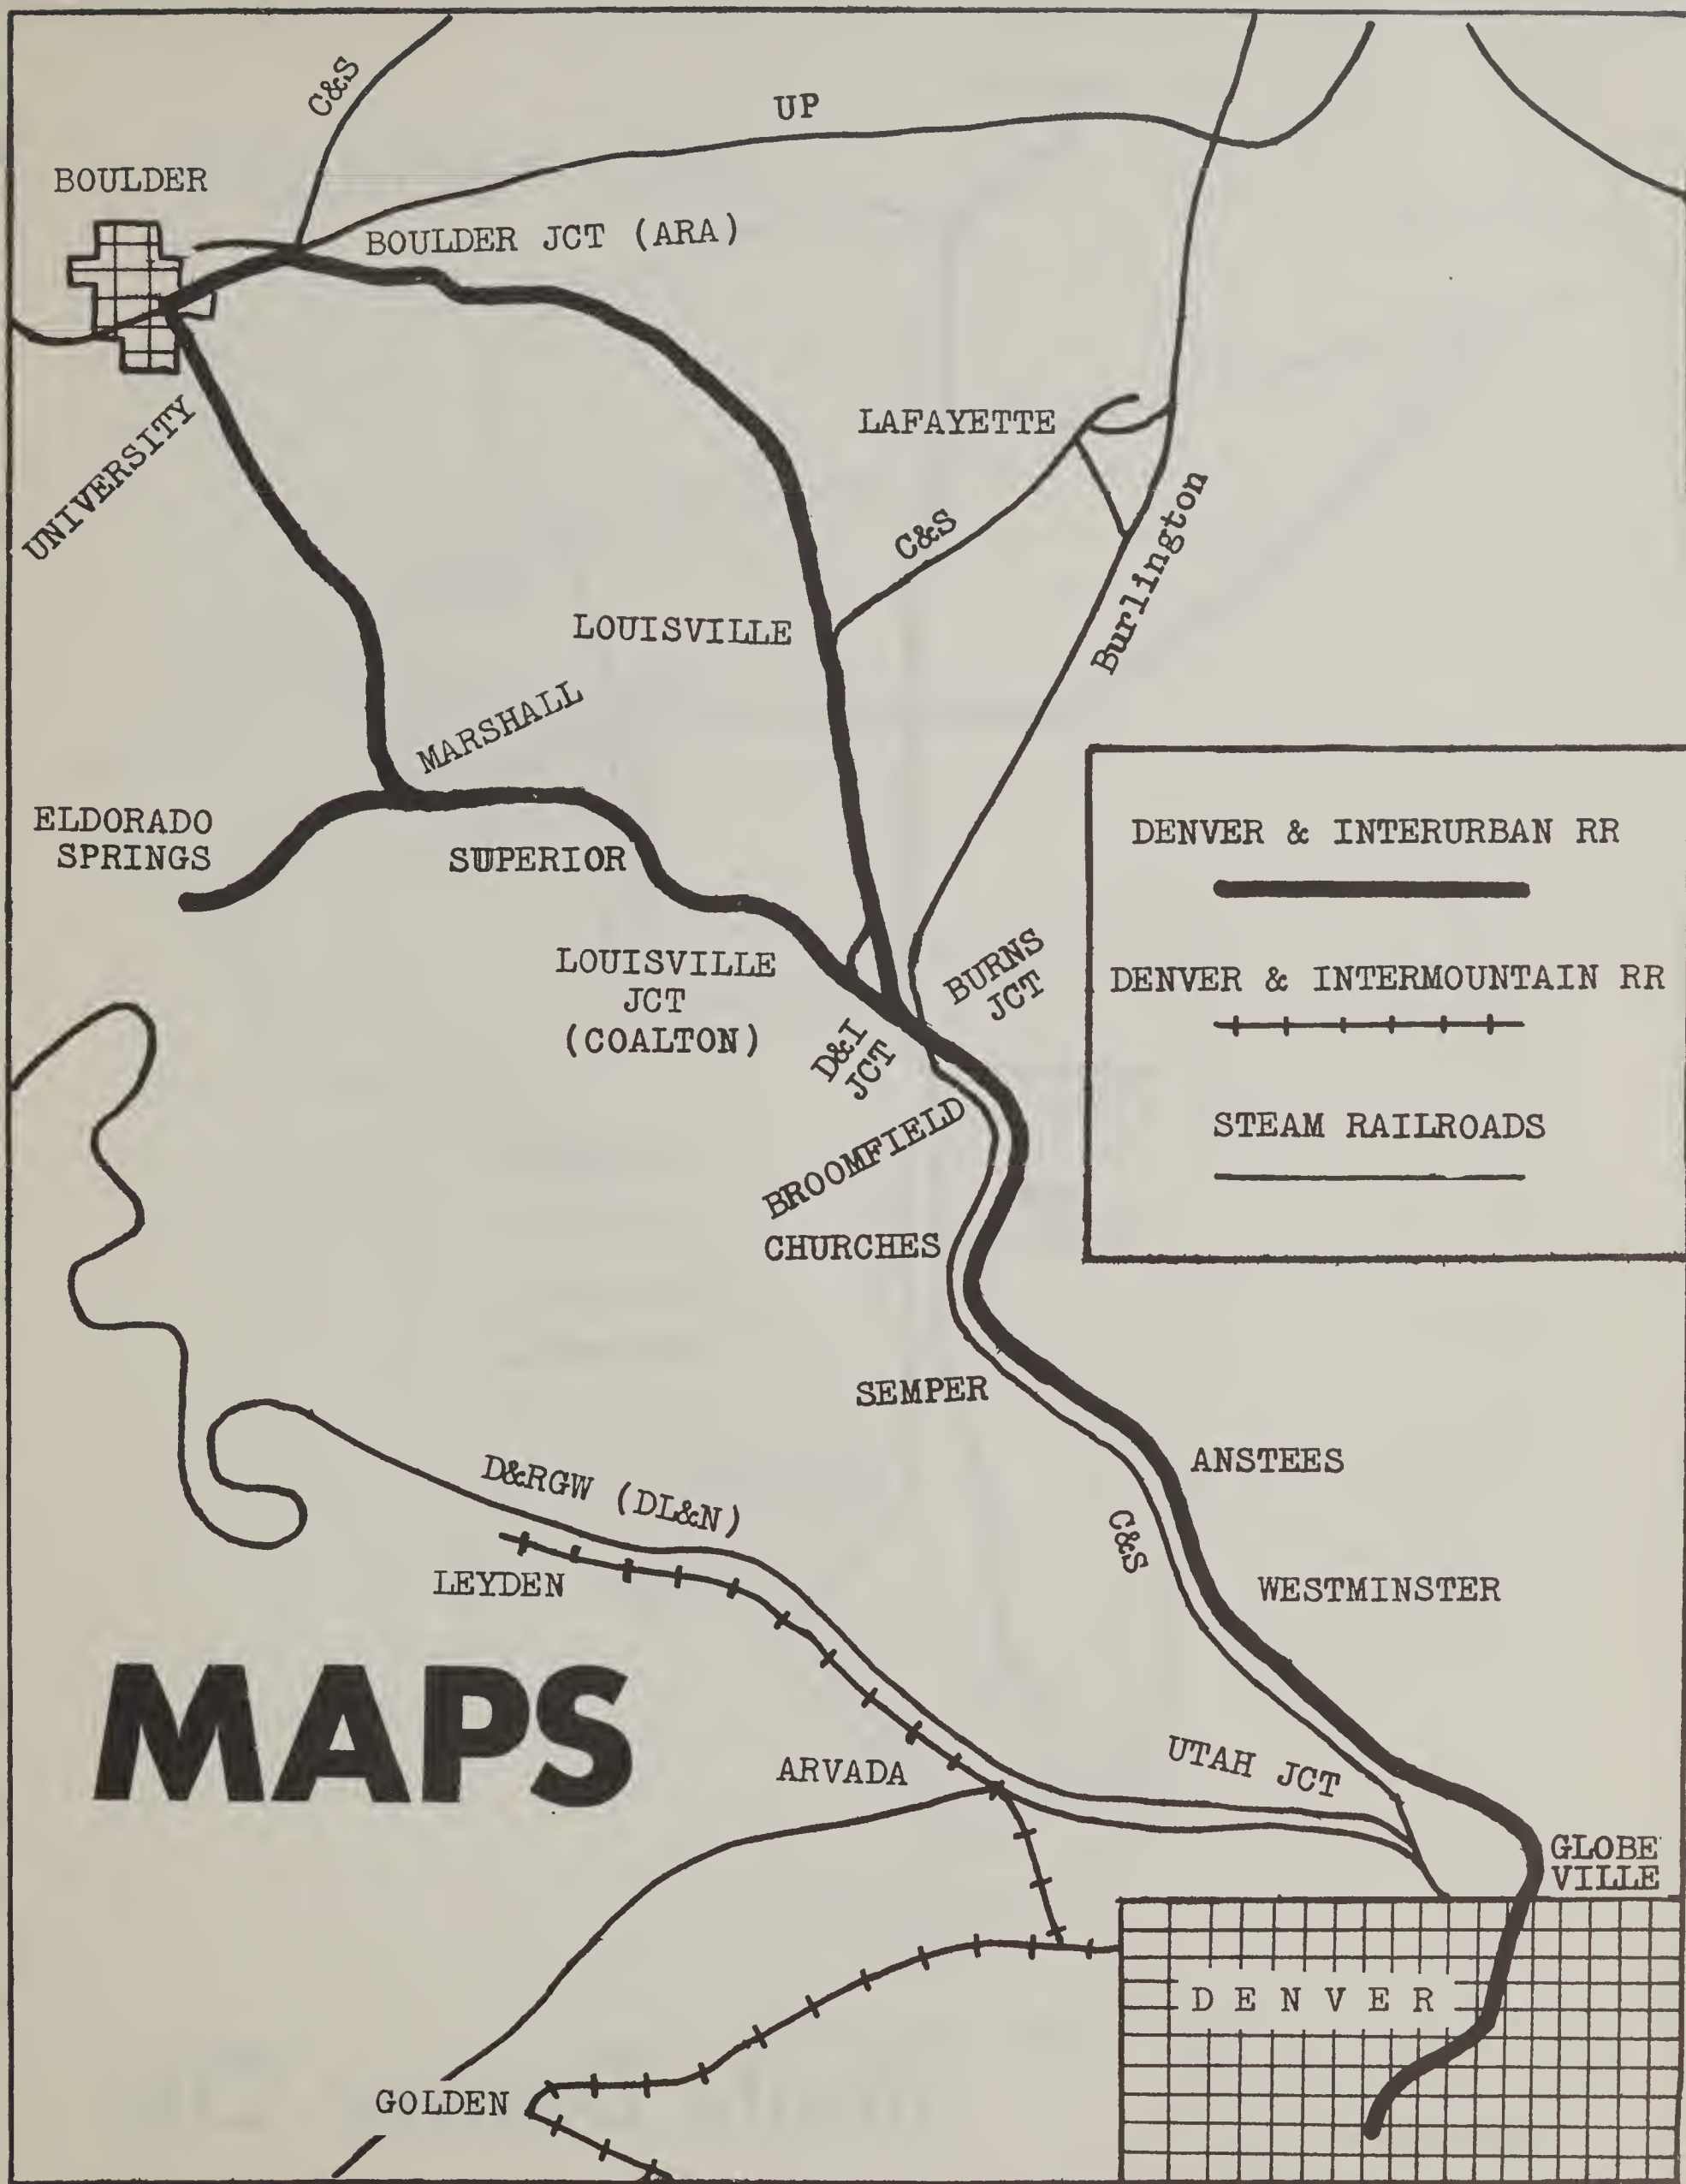 C&S
UP
BOULDER
BOULDER JCT (ARA)
LAFAYETTE
UNIVERSITY
C&S
Burlington
LOUISVILLE
MARSHALL
ELDORADO
SPRINGS
SUPERIOR
DENVER & INTERURBAN RR
LOUISVILLE
JCT
(COALTON)
BURNS
JCT
DENVER & INTERMOUNTAIN RR
D&I
JCT
STEAM RAILROADS
BROOMFIELD
CHURCHES
SEMPER
ANSTEES
D&RGW (DL&N)
C&S
LEYDEN
WESTMINSTER
MAPS
ARVADA
UTAH JCT
GLOBE
VILLE
DENVER
GOLDEN